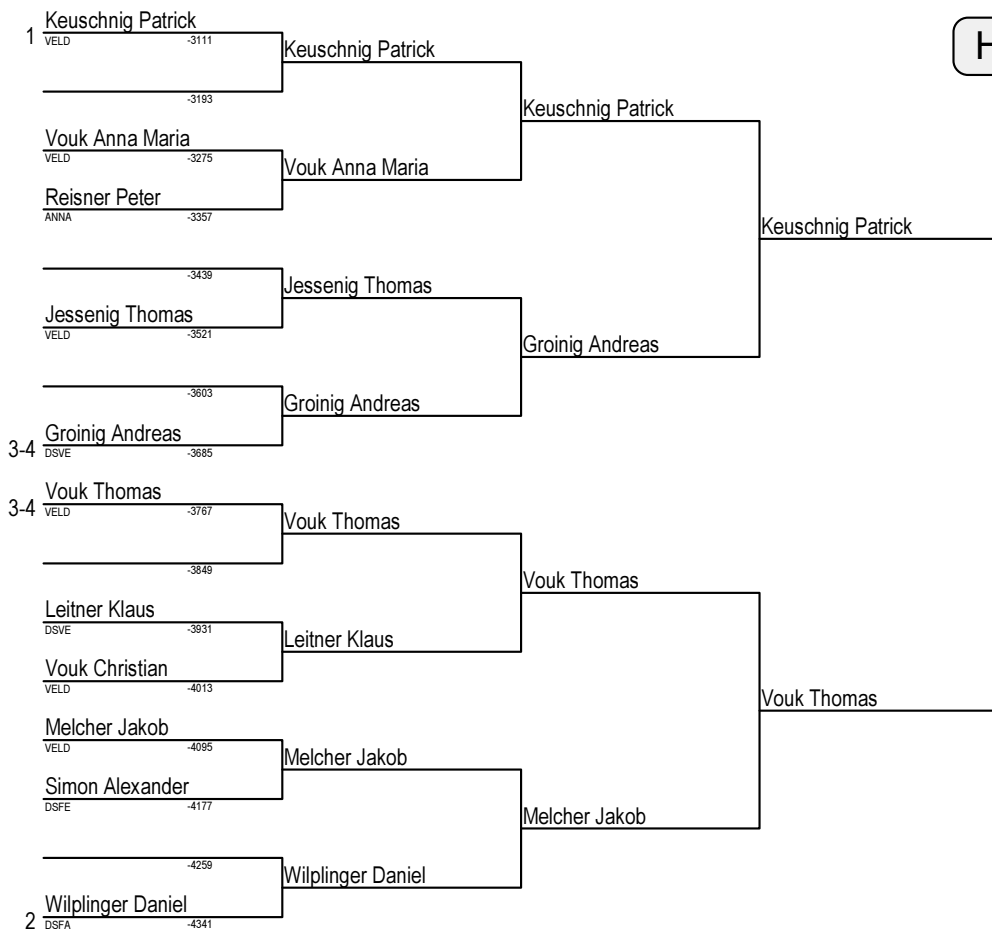 1 Keuschnig Patrick
VELD -3111
Keuschnig Patrick
-3193
Keuschnig Patrick
Vouk Anna Maria
VELD -3275
Vouk Anna Maria
Reisner Peter
ANNA -3357
Keuschnig Patrick
-3439
Jessenig Thomas
Jessenig Thomas
VELD -3521
Groinig Andreas
-3603
Groinig Andreas
3-4 Groinig Andreas
DSVE -3685
3-4 Vouk Thomas
VELD -3767
Vouk Thomas
-3849
Vouk Thomas
Leitner Klaus
DSVE -3931
Leitner Klaus
Vouk Christian
VELD -4013
Vouk Thomas
Melcher Jakob
VELD -4095
Melcher Jakob
Simon Alexander
DSFE -4177
Melcher Jakob
-4259
Wilplinger Daniel
2 Wilplinger Daniel
DSFA -4341
H